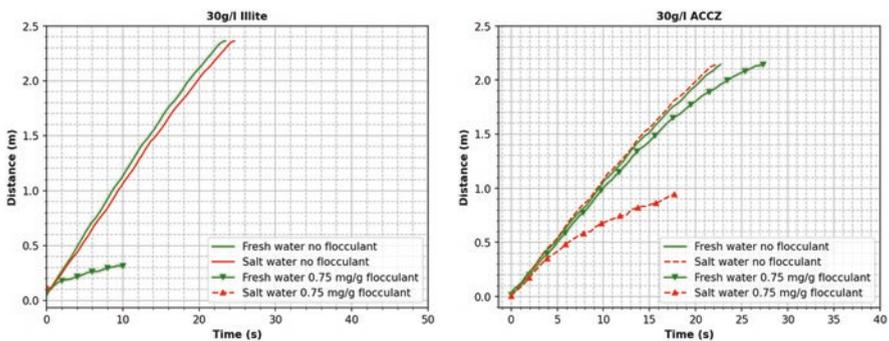 30g/l Illite
Distance (m)
2.5
2.0
1.5
1.0
0.5
0.0
Fresh water no flocculant
Salt water no flocculant
Fresh water 0.75 mg/g flocculant
Salt water 0.75 mg/g flocculant
0 10 20 30 40 50
Time (s)
30g/l ACCZ
Distance (m)
2.5
2.0
1.5
1.0
0.5
0.0
Fresh water no flocculant
Salt water no flocculant
Fresh water 0.75 mg/g flocculant
Salt water 0.75 mg/g flocculant
0 5 10 15 20 25 30 35 40
Time (s)